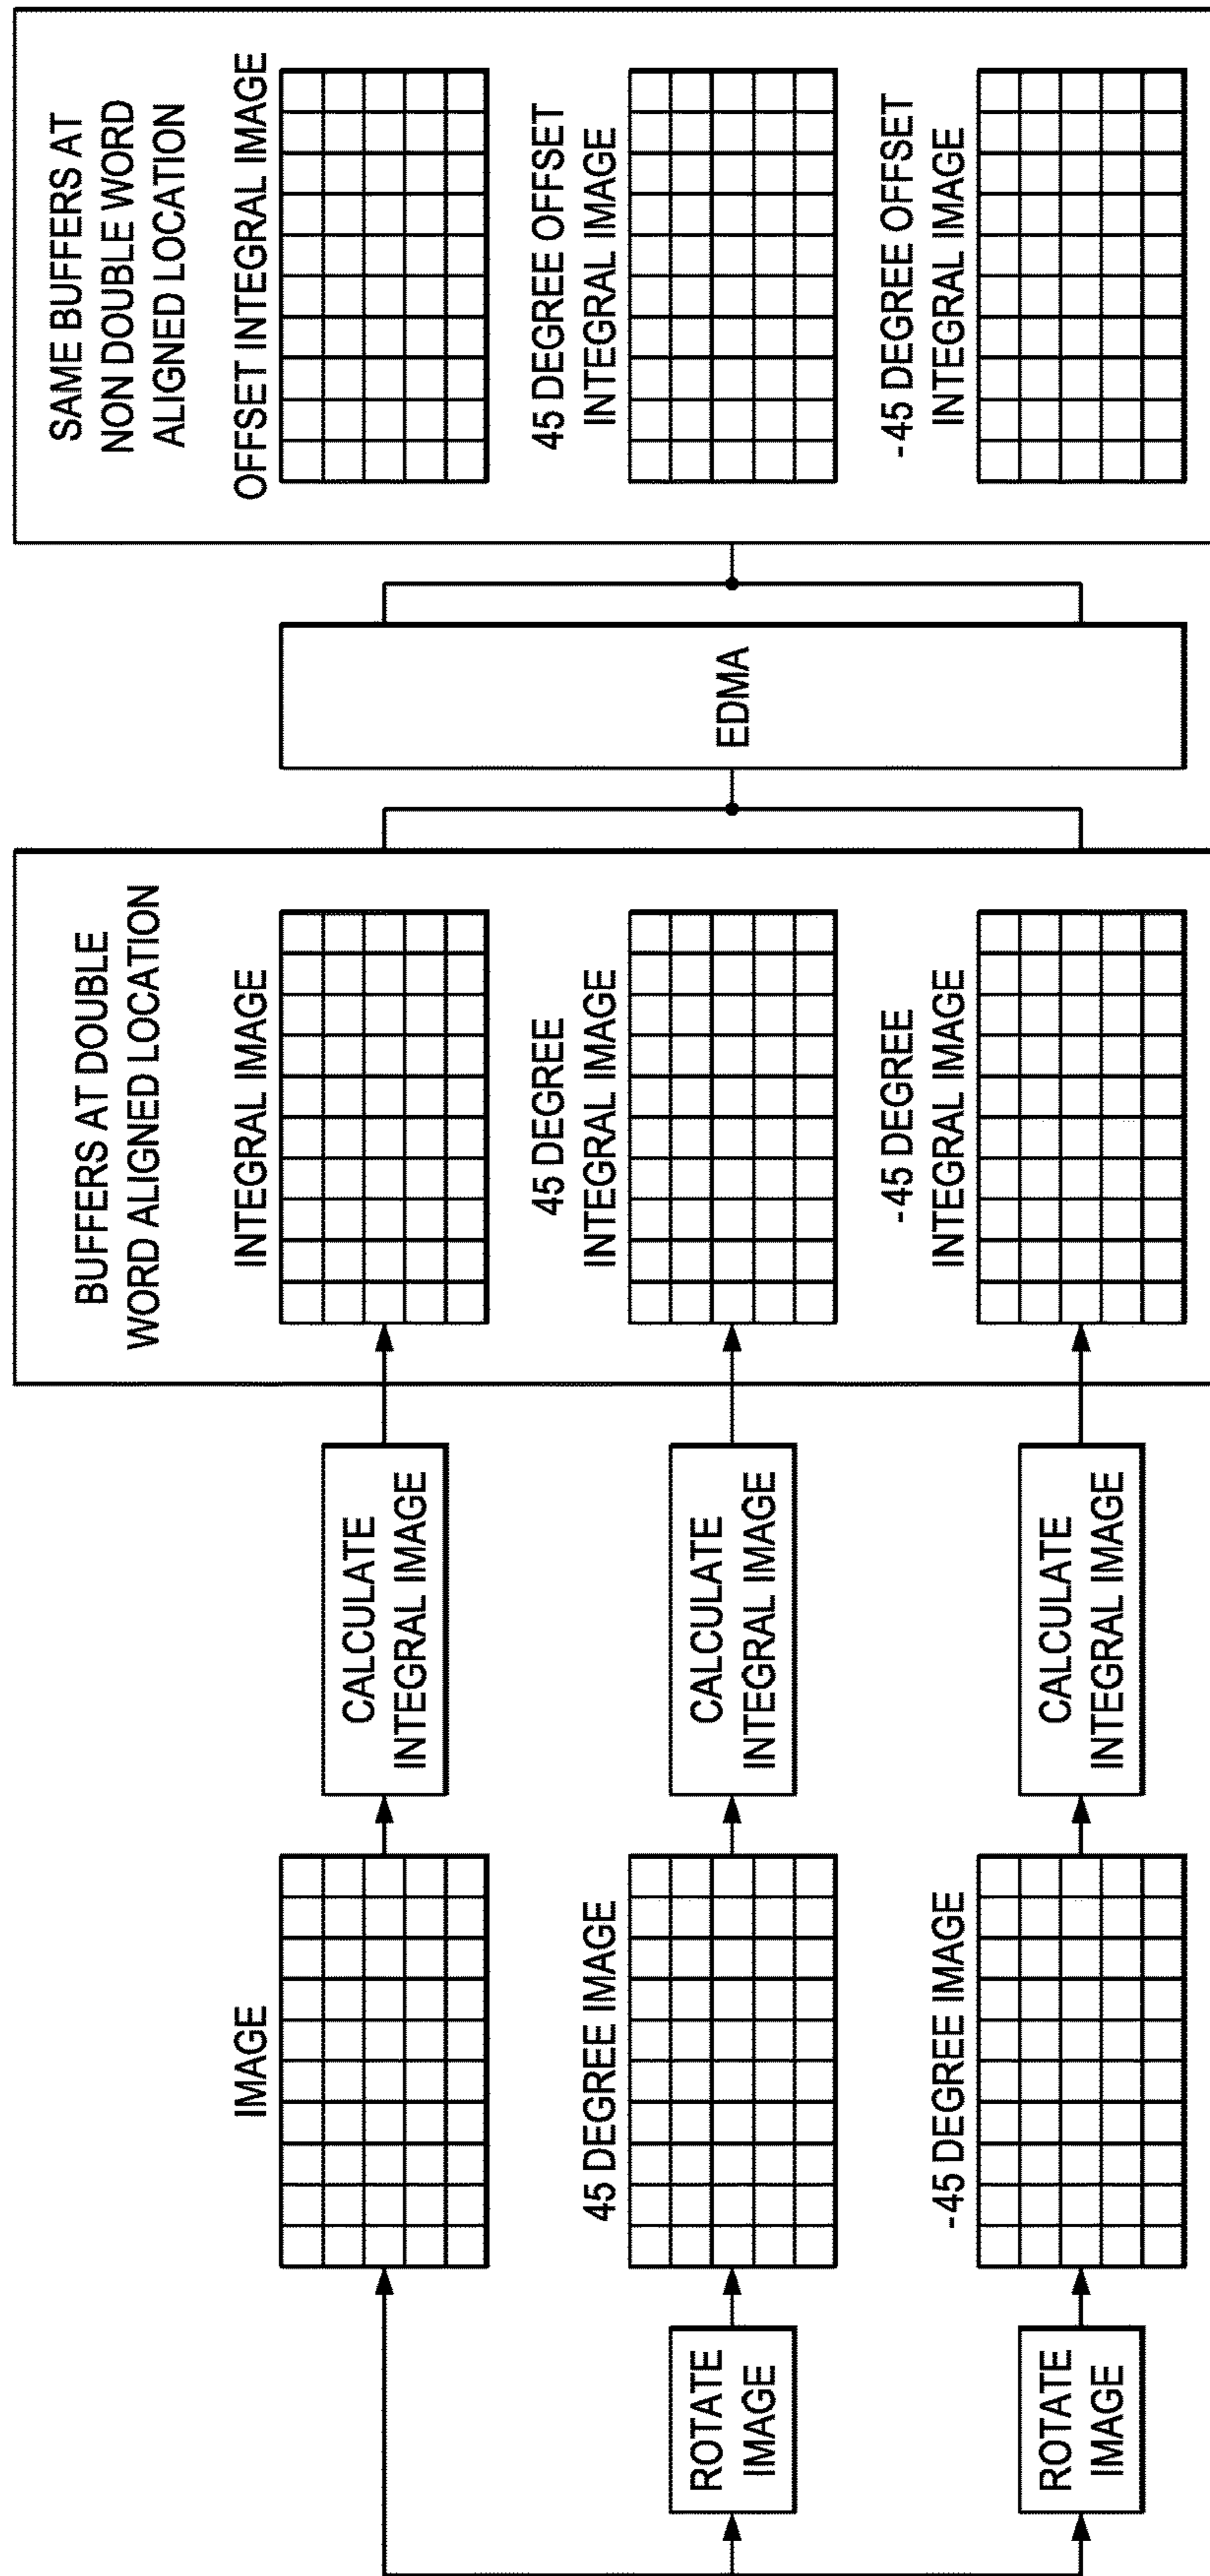 ROTATE
IMAGE
ROTATE
IMAGE
IMAGE
45 DEGREE IMAGE
-45 DEGREE IMAGE
CALCULATE
INTEGRAL IMAGE
CALCULATE
INTEGRAL IMAGE
CALCULATE
INTEGRAL IMAGE
BUFFERS AT DOUBLE
WORD ALIGNED LOCATION
INTEGRAL IMAGE
45 DEGREE
INTEGRAL IMAGE
-45 DEGREE
INTEGRAL IMAGE
EDMA
SAME BUFFERS AT
NON DOUBLE WORD
ALIGNED LOCATION
OFFSET INTEGRAL IMAGE
45 DEGREE OFFSET
INTEGRAL IMAGE
-45 DEGREE OFFSET
INTEGRAL IMAGE